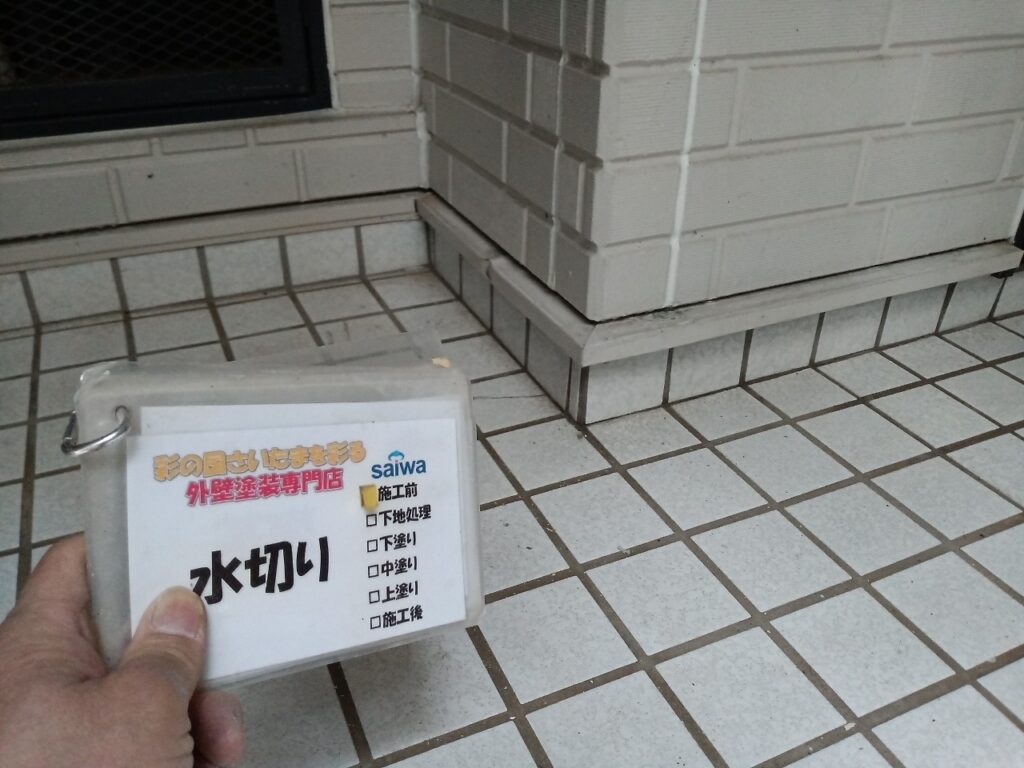 彩の国さいたまを彩る
外壁塗装専門店
saiwa
施工前
□下地処理
□下塗り
□中塗り
□上塗り
□施工後
水切り